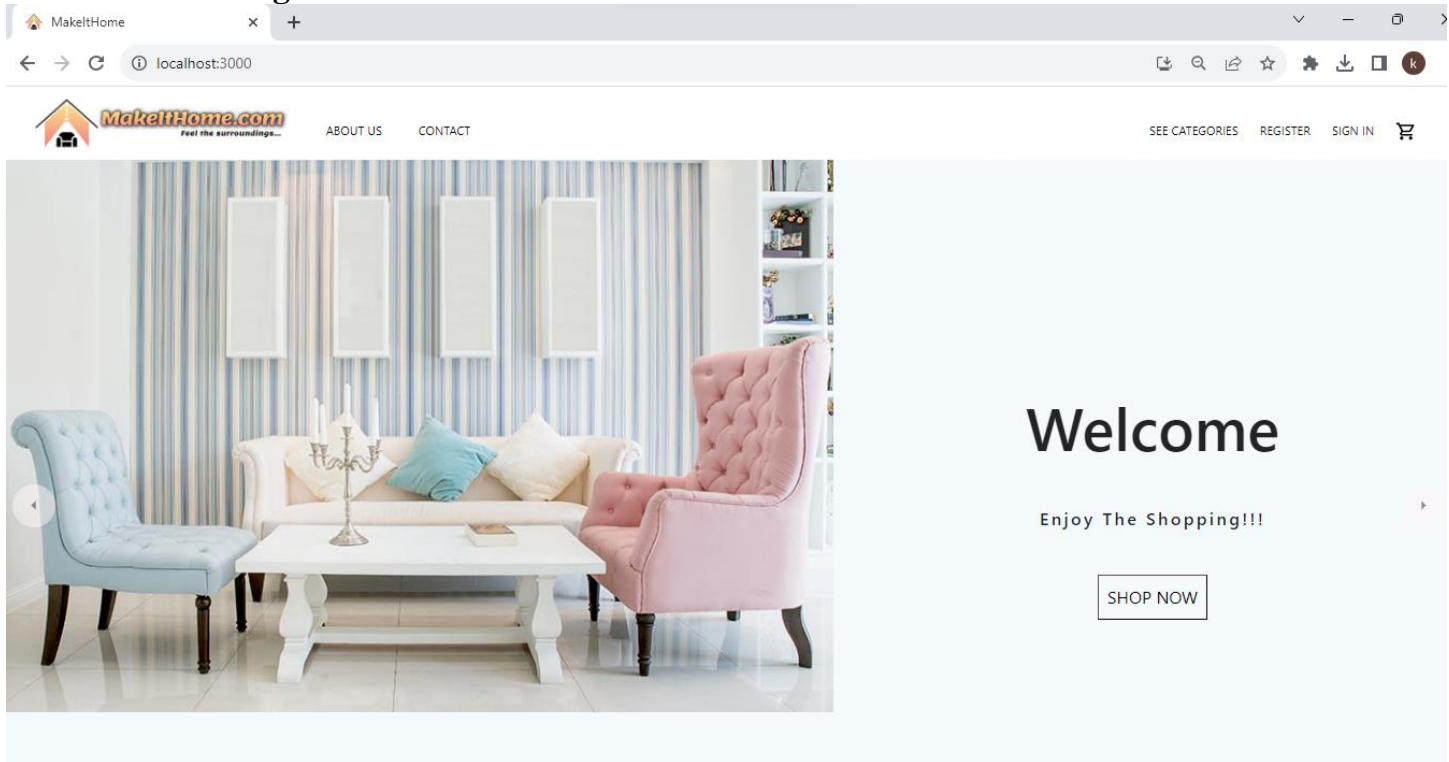 MakeItHome
localhost:3000
k
MakeItHome.com
Feel the surroundings...
ABOUT US
CONTACT
SEE CATEGORIES
REGISTER
SIGN IN
Welcome
Enjoy The Shopping!!!
SHOP NOW